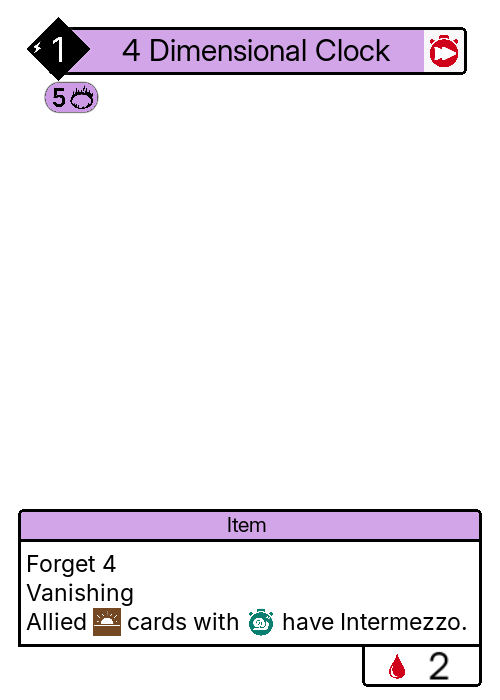 1
4 Dimensional Clock
5
Item
Forget 4
Vanishing
Allied cards with have Intermezzo.
2